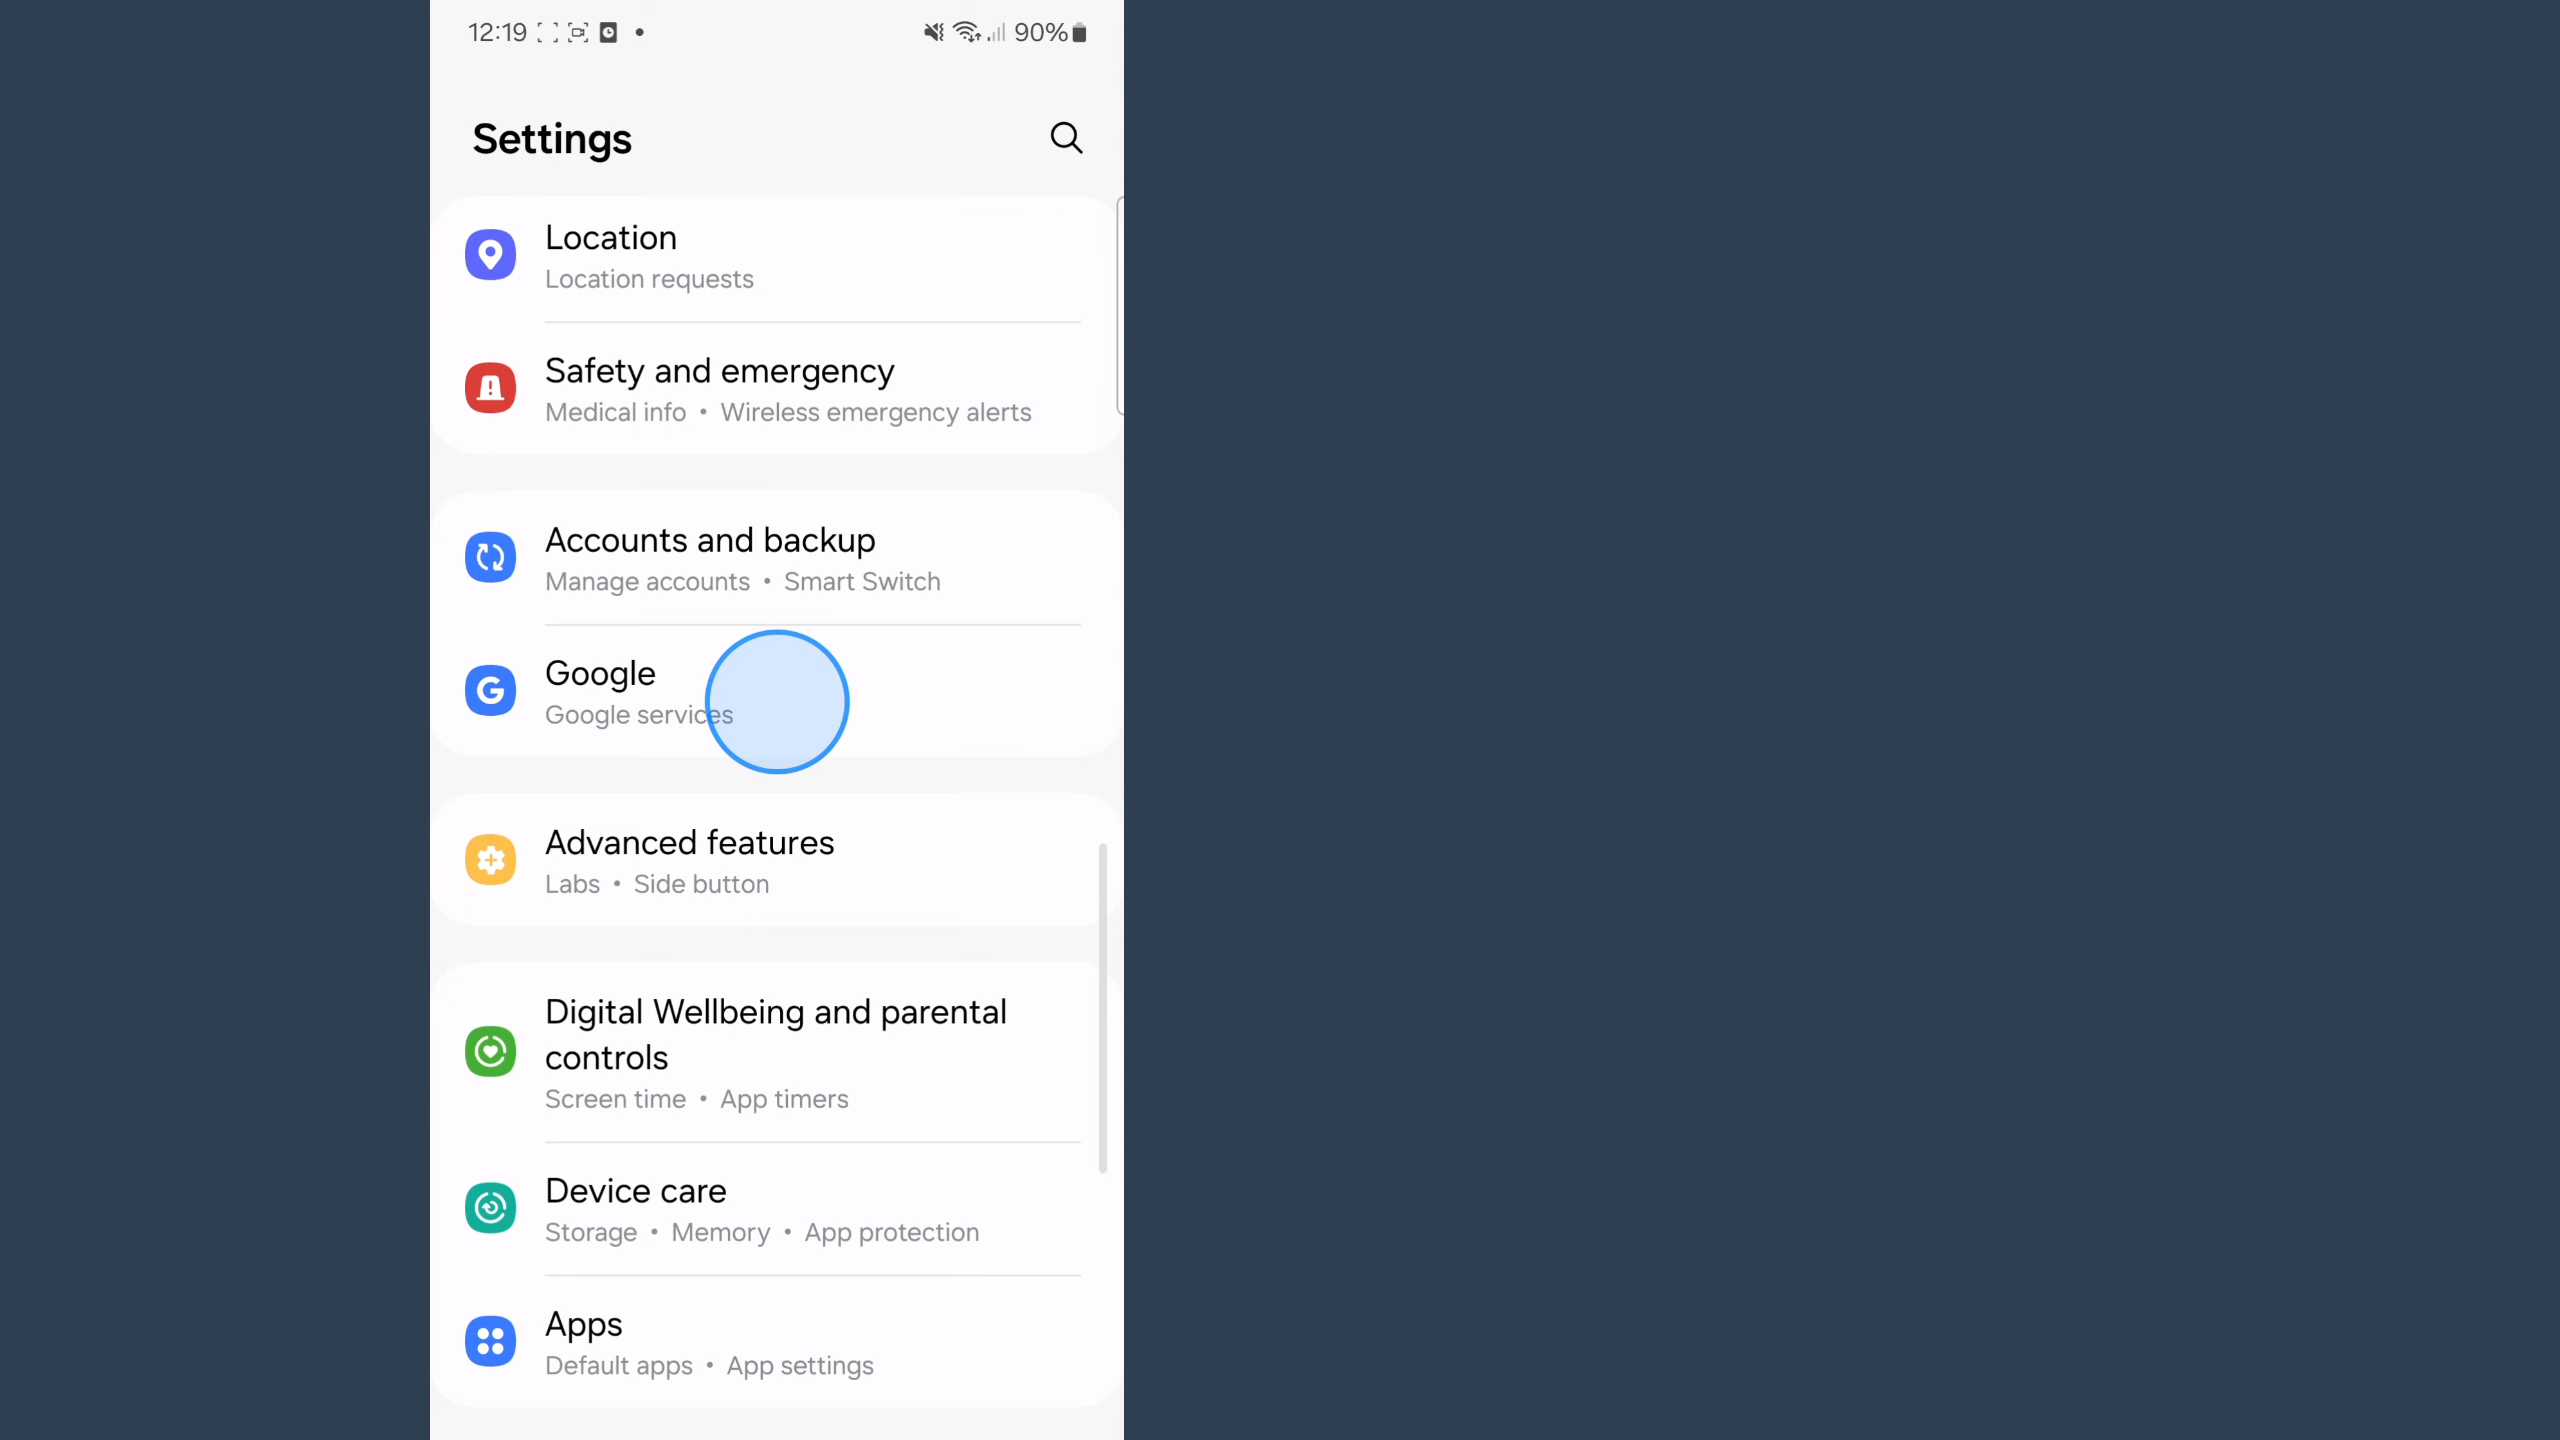 12:19
90%
Settings
Location
Location requests
Safety and emergency
Medical info • Wireless emergency alerts
Accounts and backup
Manage accounts • Smart Switch
Google
Google services
Advanced features
Labs • Side button
Digital Wellbeing and parental
controls
Screen time • App timers
Device care
Storage • Memory • App protection
Apps
Default apps • App settings